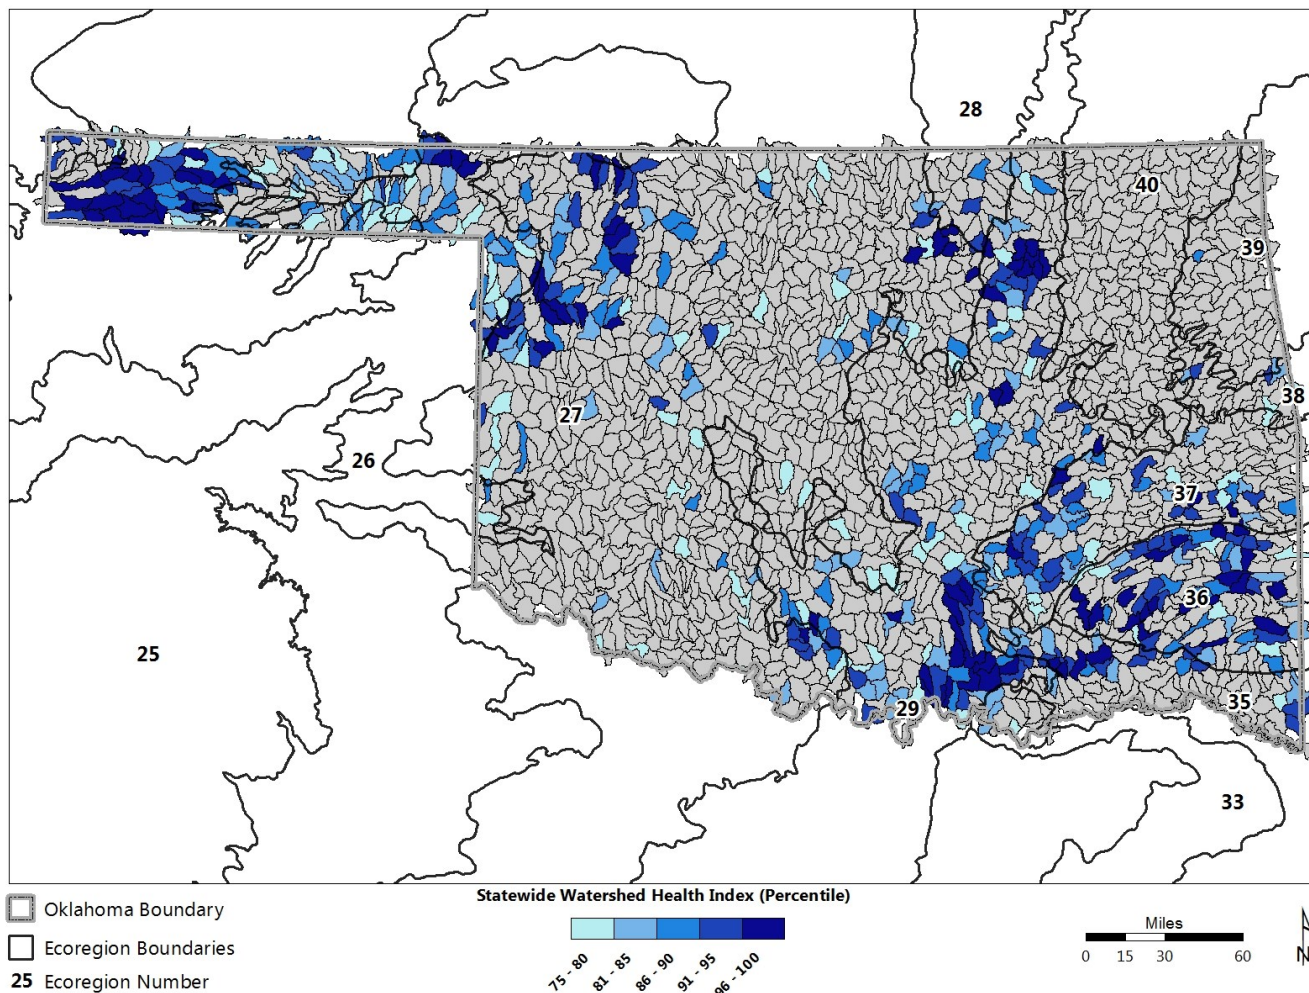 28
40
39
38
27
26
37
36
25
35
29
33
Statewide Watershed Health Index (Percentile)
Oklahoma Boundary
Ecoregion Boundaries
25 Ecoregion Number
75 - 80
81 - 85
86 - 90
91 - 95
96 - 100
Miles
0 15 30 60
N